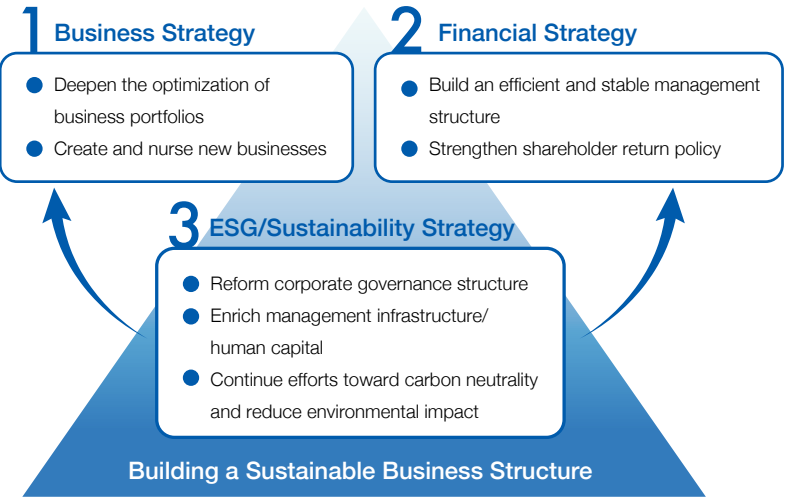 1 Business Strategy
● Deepen the optimization of
business portfolios
● Create and nurse new businesses
2 Financial Strategy
● Build an efficient and stable management
structure
● Strengthen shareholder return policy
3 ESG/Sustainability Strategy
● Reform corporate governance structure
● Enrich management infrastructure/
human capital
● Continue efforts toward carbon neutrality
and reduce environmental impact
Building a Sustainable Business Structure